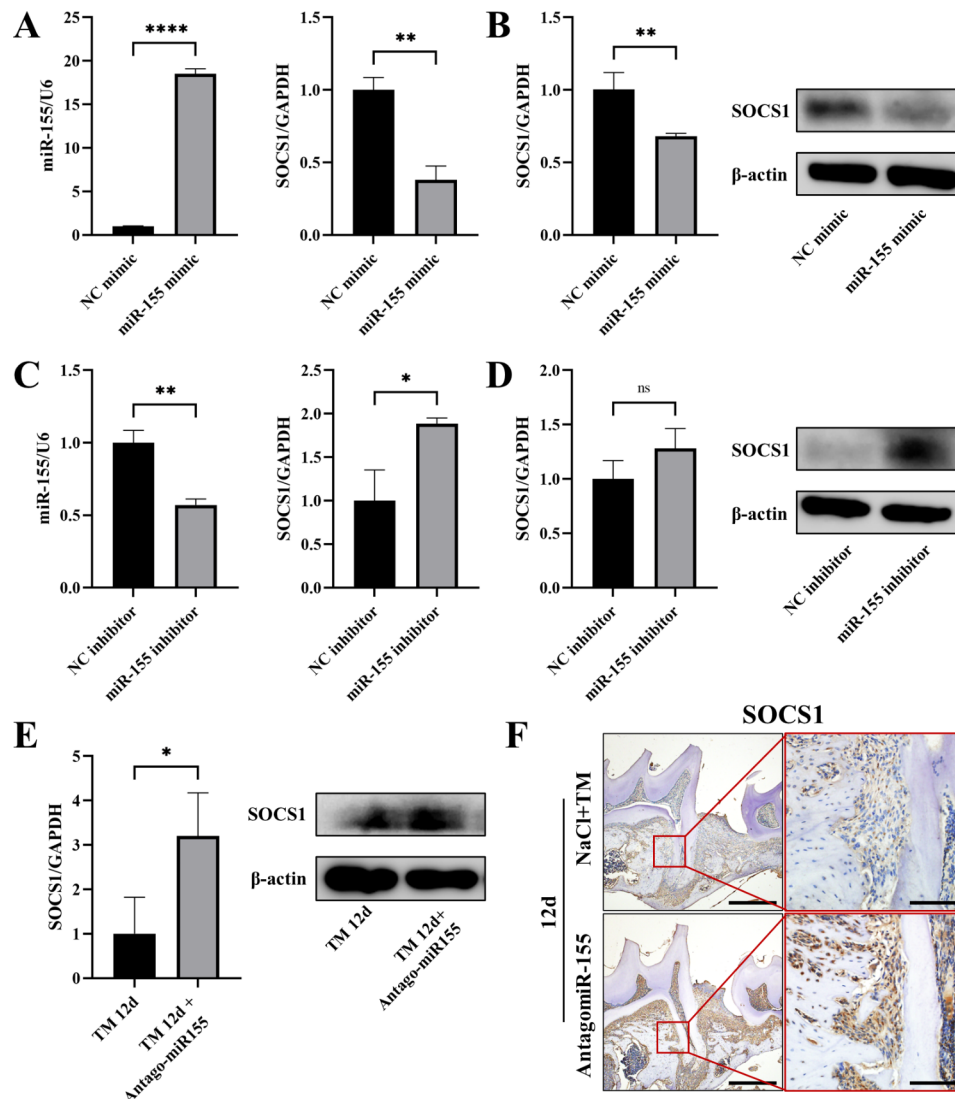 A
miR-155/U6
25
20
15
10
5
0
****
NC mimic
miR-155 mimic
SOCS1/GAPDH
1.5
1.0
0.5
0.0
**
NC mimic
miR-155 mimic
B
SOCS1/GAPDH
1.5
1.0
0.5
0.0
**
NC mimic
miR-155 mimic
SOCS1
β-actin
NC mimic
miR-155 mimic
C
miR-155/U6
1.5
1.0
0.5
0.0
**
NC inhibitor
miR-155 inhibitor
SOCS1/GAPDH
2.5
2.0
1.5
1.0
0.5
0.0
*
NC inhibitor
miR-155 inhibitor
D
SOCS1/GAPDH
2.0
1.5
1.0
0.5
0.0
ns
NC inhibitor
miR-155 inhibitor
SOCS1
β-actin
NC inhibitor
miR-155 inhibitor
E
SOCS1/GAPDH
5
4
3
2
1
0
*
TM 12d
TM 12d +
Antago-miR155
SOCS1
β-actin
TM 12d
TM 12d+
Antago-miR155
F
SOCS1
12d
NaCl+TM
AntagomiR-155